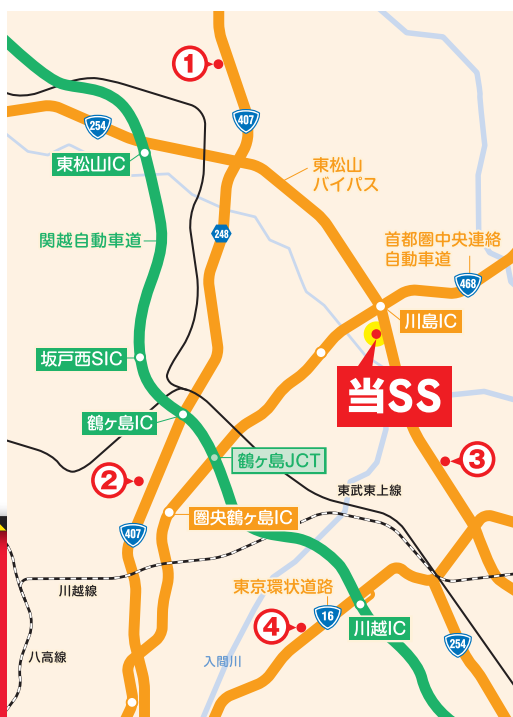 1
407
254
東松山IC
東松山
バイパス
関越自動車道
248
首都圏中央連絡
自動車道
468
川島IC
坂戸西SIC
当SS
鶴ヶ島IC
鶴ヶ島JCT
2
3
東武東上線
圏央鶴ヶ島IC
407
川越線
東京環状道路
16
4
川越IC
254
八高線
入間川